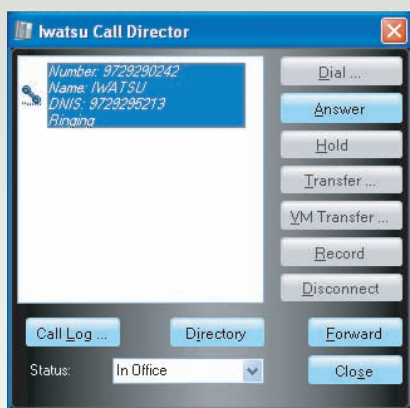 Iwatsu Call Director
Number: 9729290242
Name: IWATSU
DNIS: 9729295213
Ringing
Dial ...
Answer
Hold
Transfer ...
VM Transfer ...
Record
Disconnect
Call Log ...
Directory
Forward
Status:
In Office
Close